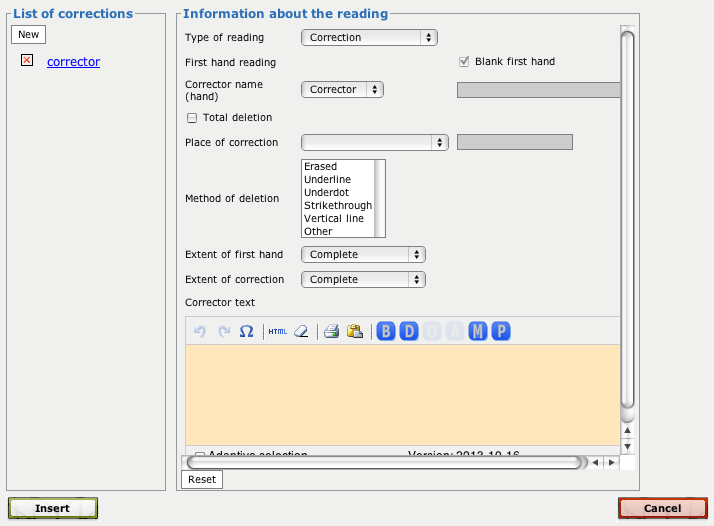 List of corrections
New
corrector
Information about the reading
Type of reading Correction
First hand reading Blank first hand
Corrector name
(hand) Corrector
Total deletion
Place of correction
Method of deletion
Erased
Underline
Underdot
Strikethrough
Vertical line
Other
Extent of first hand Complete
Extent of correction Complete
Corrector text
Ω HTML B D O A M P
Adaptive selection Version: 2013-10-16
Reset
Insert Cancel